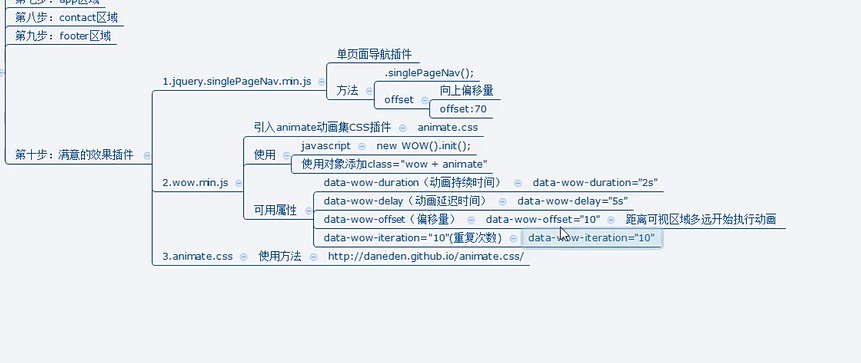 第七步：app区域
第八步：contact区域
第九步：footer区域
第十步：满意的效果插件
1.jquery.singlePageNav.min.js
单页面导航插件
方法
.singlePageNav();
offset
向上偏移量
offset:70
2.wow.min.js
引入animate动画集CSS插件
animate.css
使用
javascript
new WOW().init();
使用对象添加class="wow + animate"
可用属性
data-wow-duration（动画持续时间）
data-wow-duration="2s"
data-wow-delay（动画延迟时间）
data-wow-delay="5s"
data-wow-offset（偏移量）
data-wow-offset="10"
距离可视区域多远开始执行动画
data-wow-iteration="10"(重复次数)
data-wow-iteration="10"
3.animate.css
使用方法
http://daneden.github.io/animate.css/